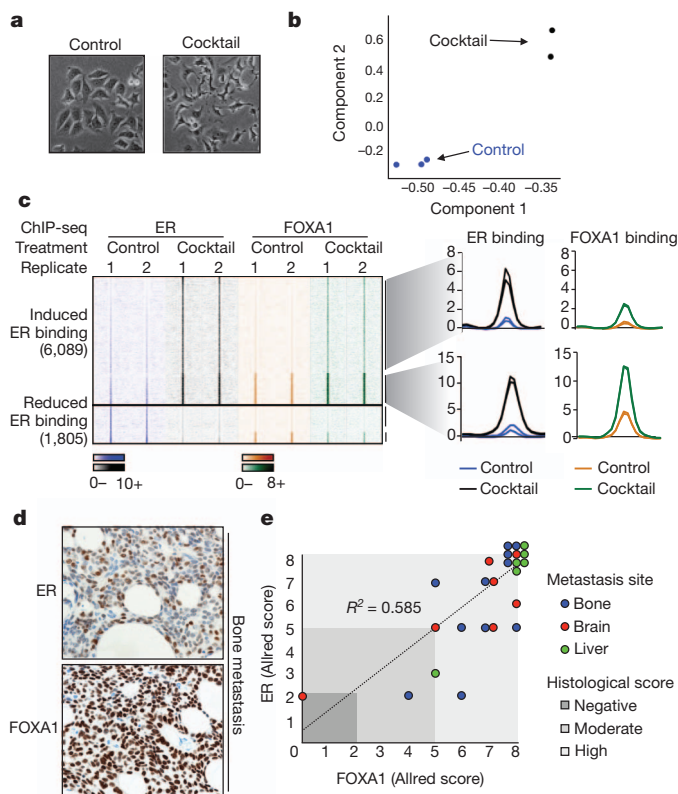 a
Control Cocktail
b
Component 2
0.6
0.4
0.2
0.0
−0.2
Cocktail
Control
−0.50 −0.45 −0.40 −0.35
Component 1
c
ChIP-seq ER FOXA1
Treatment Control Cocktail Control Cocktail
Replicate 1 2 1 2 1 2 1 2
Induced
ER binding
(6,089)
Reduced
ER binding
(1,805)
0− 10+ 0− 8+
ER binding FOXA1 binding
8 8
6 6
4 4
2 2
0 0
15 15
10 10
5 5
0 0
Control Control
Cocktail Cocktail
d
ER
FOXA1
Bone metastasis
e
ER (Allred score)
8
7
6
5
4
3
2
1
R² = 0.585
0 1 2 3 4 5 6 7 8
FOXA1 (Allred score)
Metastasis site
Bone
Brain
Liver
Histological score
Negative
Moderate
High